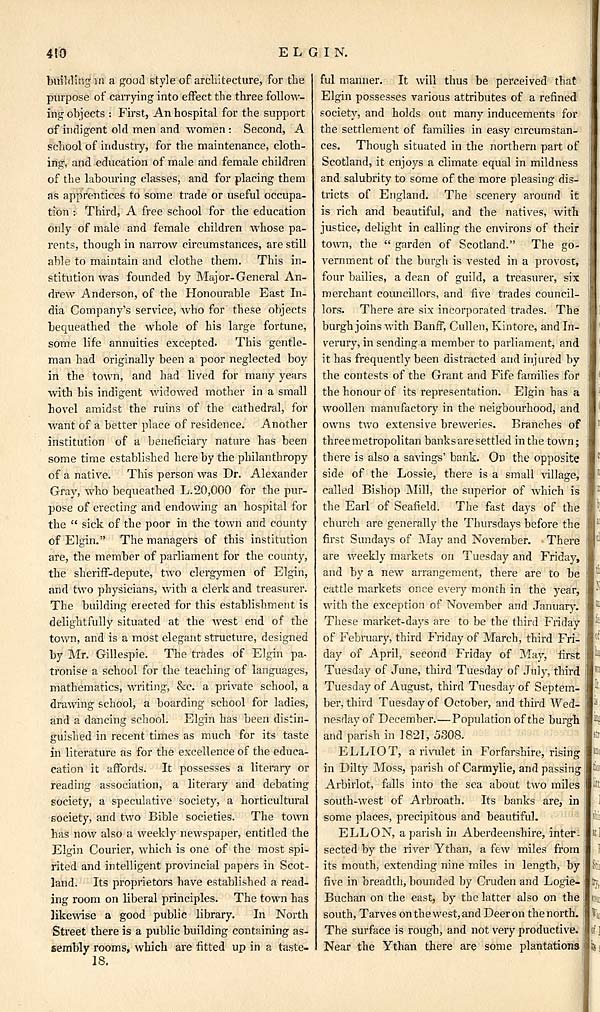 410
ELGIN.
building in a good style of architecture, for the
purpose of carrying into effect the three follow-
ing objects : First, An hospital for the support
of indigent old men and women : Second, A
school of industry, for the maintenance, cloth-
ing, and education of male and female children
of the labouring classes, and for placing them
as apprentices to some trade or useful occupa-
tion : Third, A free school for the education
only of male and female children whose pa-
rents, though in narrow circumstances, are still
able to maintain and clothe them. This in-
stitution was founded by Major-General An-
drew Anderson, of the Honourable East In-
dia Company's service, who for these objects
bequeathed the whole of his large fortune,
some life annuities excepted. This gentle-
man had originally been a poor neglected boy
in the town, and had lived for many years
with his indigent widowed mother in a small
hovel amidst the ruins of the cathedral, for
want of a better place of residence. Another
institution of a beneficiary nature has been
some time established here by the philanthropy
of a native. This person was Dr. Alexander
Gray, who bequeathed L.20,000 for the pur-
pose of erecting and endowing an hospital for
the “ sick of the poor in the town and county
of Elgin.” The managers of this institution
are, the member of parliament for the county,
the sheriff-depute, two clergymen of Elgin,
and two physicians, with a clerk and treasurer.
The building erected for this establishment is
delightfully situated at the west end of the
town, and is a most elegant structure, designed
by Mr. Gillespie. The trades of Elgin pa-
tronise a school for the teaching of languages,
mathematics, writing, &c. a private school, a
drawing school, a boarding school for ladies,
and a dancing school. Elgin has been distin-
guished in recent times as much for its taste
in literature as for the excellence of the educa-
cation it affords. It possesses a literary or
reading association, a literary and debating
society, a speculative society, a horticultural
society, and two Bible societies. The town
has now also a weekly newspaper, entitled the
Elgin Courier, which is one of the most spi-
rited and intelligent provincial papers in Scot-
land. Its proprietors have established a read-
ing room on liberal principles. The town has
likewise a good public library. In North
Street there is a public building containing as-
sembly rooms, which are fitted up in a taste-
18.
ful manner. It will thus be perceived that
Elgin possesses various attributes of a refined
society, and holds out many inducements for
the settlement of families in easy circumstan-
ces. Though situated in the northern part of
Scotland, it enjoys a climate equal in mildness
and salubrity to some of the more pleasing dis-
tricts of England. The scenery around it
is rich and beautiful, and the natives, with
justice, delight in calling the environs of their
town, the “ garden of Scotland.” The go-
vernment of the burgh is vested in a provost,
four bailies, a dean of guild, a treasurer, six
merchant councillors, and five trades council-
lors. There are six incorporated trades. The
burgh joins with Banff, Cullen, Kintore, and In-
verury, in sending a member to parliament, and
it has frequently been distracted and injured by
the contests of the Grant and Fife families for
the honour of its representation. Elgin has a
woollen manufactory in the neigbourhood, and
owns two extensive breweries. Branches of
three metropolitan banks are settled in the town ;
there is also a savings' bank. On the opposite
side of the Lossie, there is a small village,
called Bishop Mill, the superior of which is
the Earl of Seafield. The fast days of the
church are generally the Thursdays before the
first Sundays of May and November. There
are weekly markets on Tuesday and Friday,
and by a new arrangement, there are to be
cattle markets once every month in the year,
with the exception of November and January.
These market-days are to be the third Friday
of February, third Friday of March, third Fri-
day of April, second Friday of May, first
Tuesday of June, third Tuesday of July, third
Tuesday of August, third Tuesday of Septem-
ber, third Tuesday of October, and third Wed-
nesday of December.—Population of the burgh
and parish in 1821, 5308.
ELLIOT, a rivulet in Forfarshire, rising
in Dilty Moss, parish of Carmylie, and passing
Arbirlot, falls into the sea about two miles
south-west of Arbroath. Its banks are, in
some places, precipitous and beautiful.
ELLON, a parish in Aberdeenshire, inter-
sected by the river Ythan, a few miles from
its mouth, extending nine miles in length, by
five in breadth, bounded by Cruden and Logie-
Buchan on the east, by the latter also on the
south, Tarves on the west, and Deer on the north.
The surface is rough, and not very productive.
Near the Ythan there are some plantations